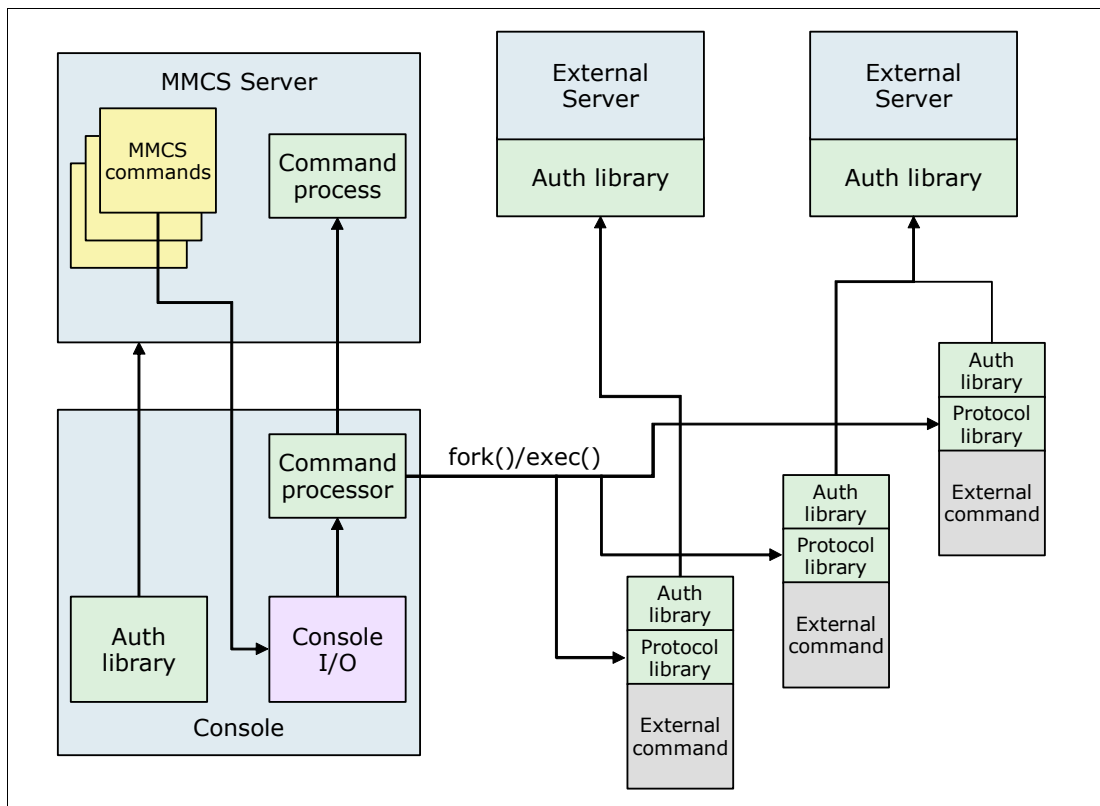 MMCS Server
MMCS
commands
Command
process
External
Server
Auth library
External
Server
Auth library
Command
processor
fork()/exec()
Auth
library
Console
I/O
Console
Auth
library
Protocol
library
External
command
Auth
library
Protocol
library
External
command
Auth
library
Protocol
library
External
command